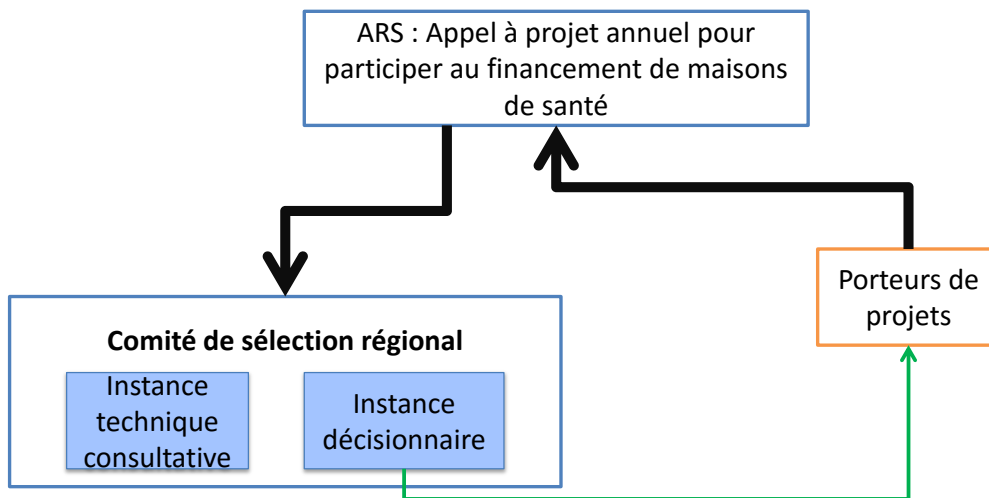 ARS : Appel à projet annuel pour
participer au financement de maisons
de santé
Porteurs de
projets
Comité de sélection régional
Instance
technique
consultative
Instance
décisionnaire